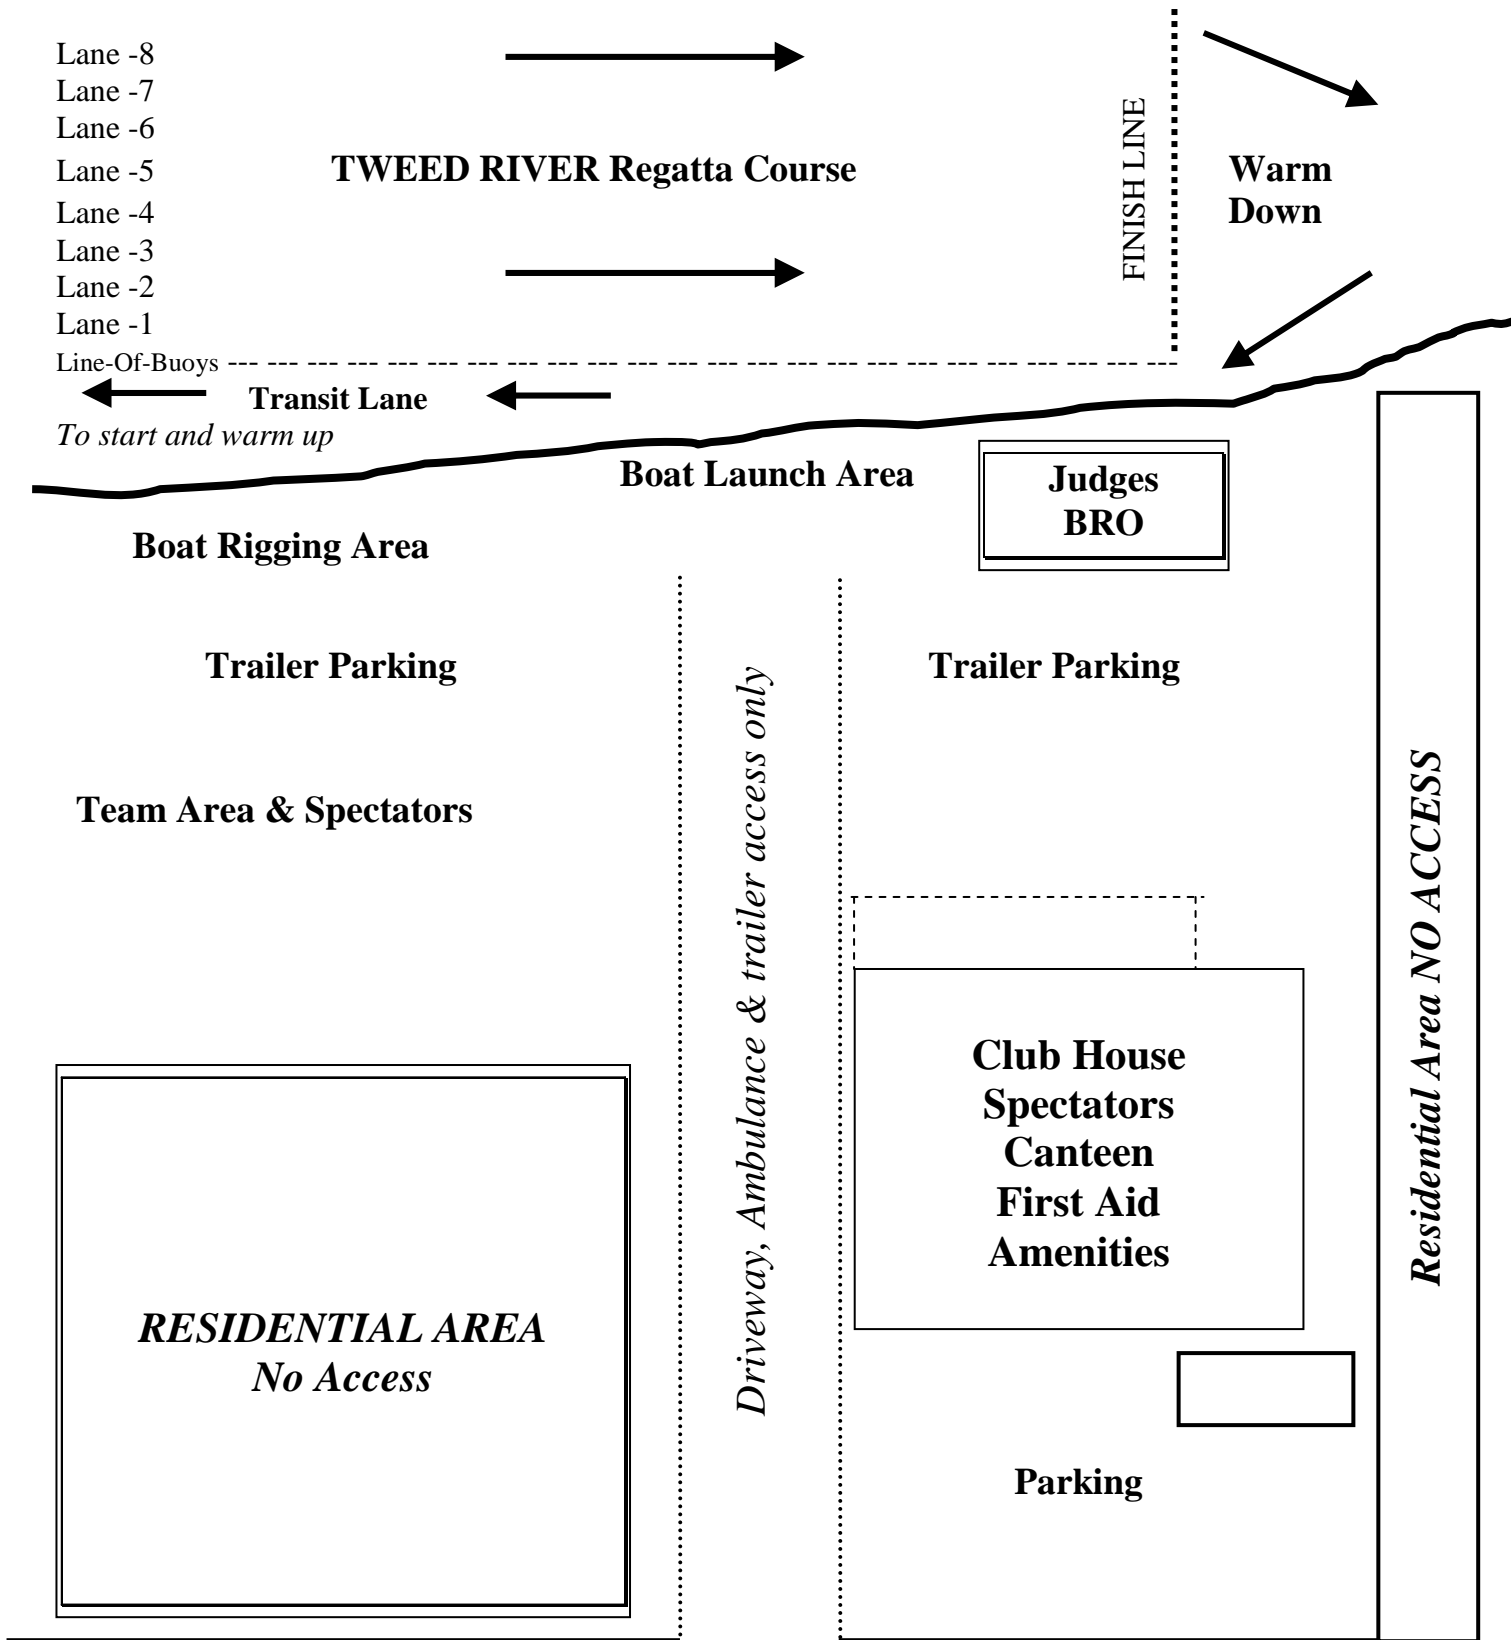 Lane -8
Lane -7
Lane -6
Lane -5
Lane -4
Lane -3
Lane -2
Lane -1
TWEED RIVER Regatta Course
FINISH LINE
Warm
Down
Line-Of-Buoys
Transit Lane
To start and warm up
Boat Launch Area
Judges
BRO
Boat Rigging Area
Trailer Parking
Trailer Parking
Team Area & Spectators
Driveway, Ambulance & trailer access only
Residential Area NO ACCESS
Club House
Spectators
Canteen
First Aid
Amenities
RESIDENTIAL AREA
No Access
Parking